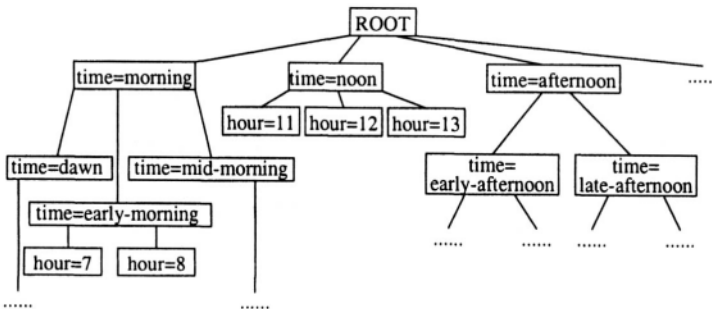 ROOT
time=morning
time=noon
time=afternoon
......
hour=11
hour=12
hour=13
time=dawn
time=mid-morning
time=
early-afternoon
time=
late-afternoon
time=early-morning
......
......
......
......
hour=7
hour=8
......
......